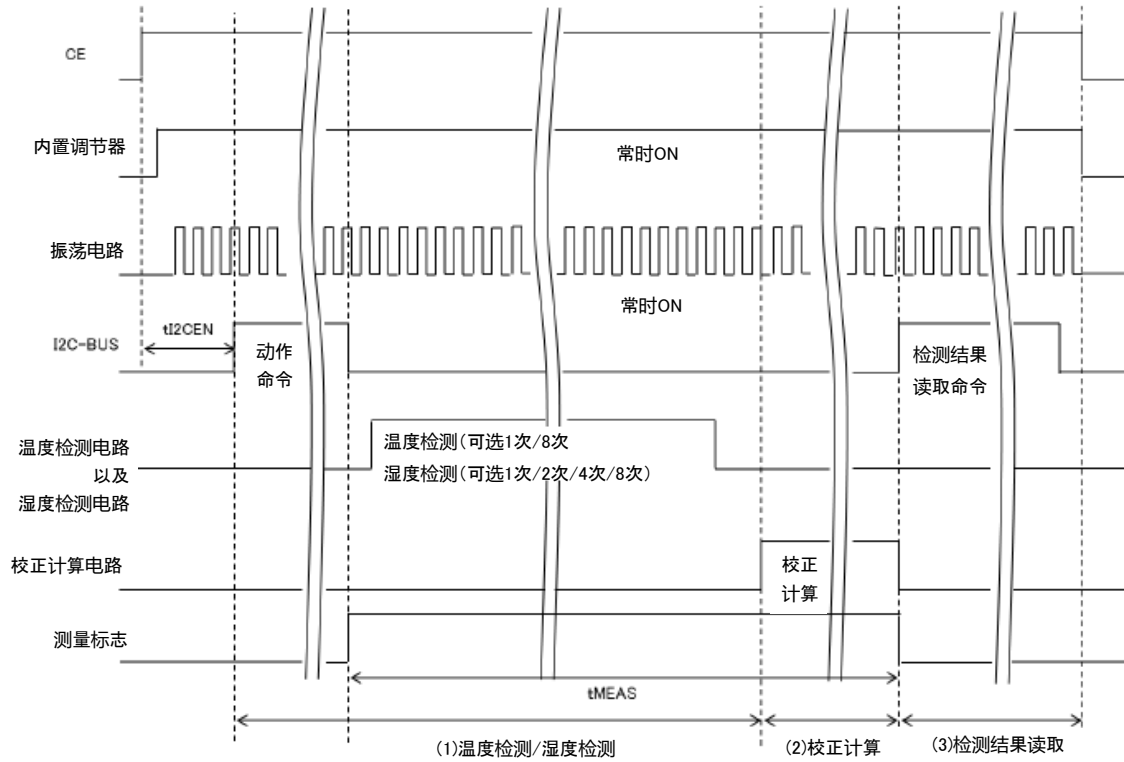 CE
内置调节器
常时ON
振荡电路
常时ON
tI2CEN
I2C-BUS
动作
命令
检测结果
读取命令
温度检测电路
以及
湿度检测电路
温度检测(可选1次/8次
湿度检测(可选1次/2次/4次/8次)
校正计算电路
校正
计算
测量标志
tMEAS
(1)温度检测/湿度检测
(2)校正计算
(3)检测结果读取